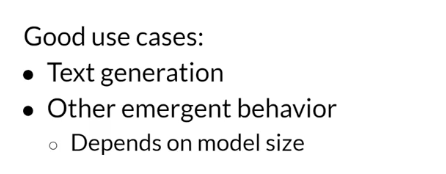 Good use cases:
● Text generation
● Other emergent behavior
○ Depends on model size